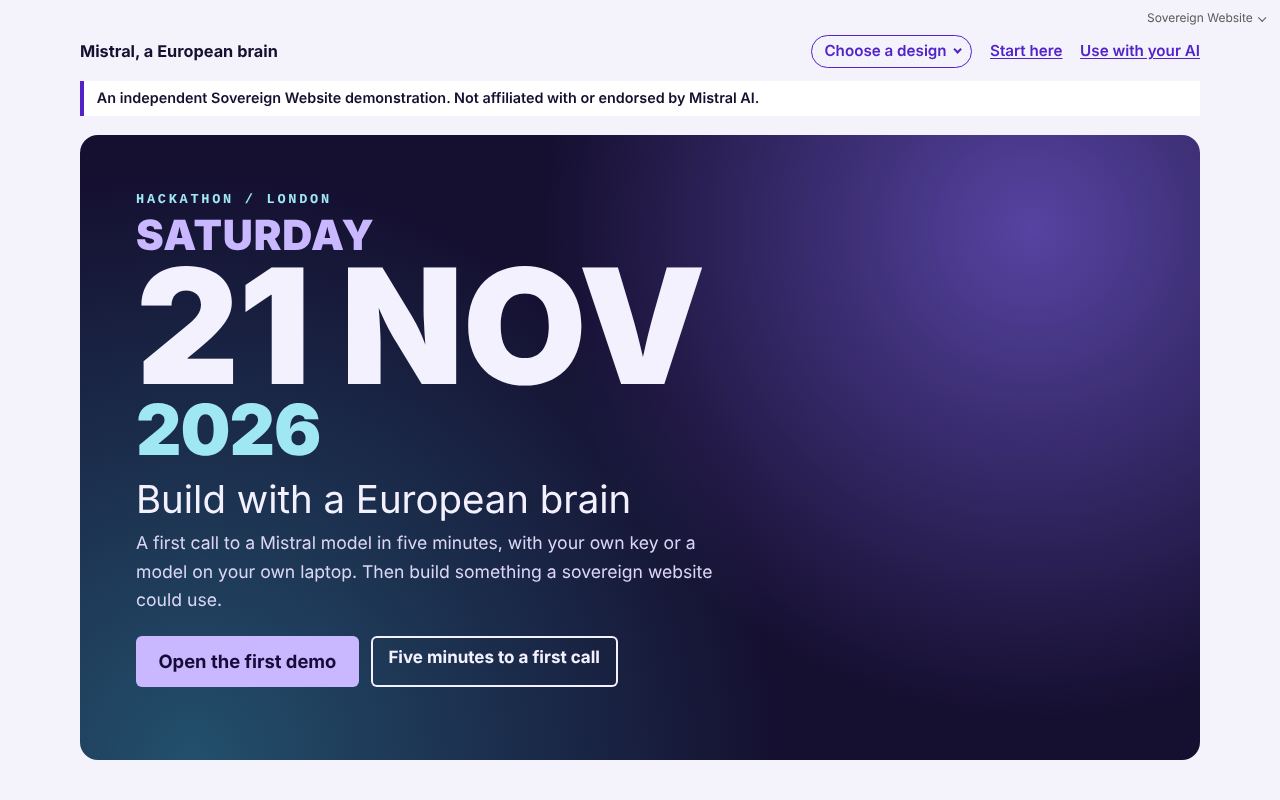 Sovereign Website
Mistral, a European brain
Choose a design
Start here
Use with your AI
An independent Sovereign Website demonstration. Not affiliated with or endorsed by Mistral AI.
HACKATHON / LONDON
SATURDAY
21 NOV
2026
Build with a European brain
A first call to a Mistral model in five minutes, with your own key or a
model on your own laptop. Then build something a sovereign website
could use.
Open the first demo
Five minutes to a first call